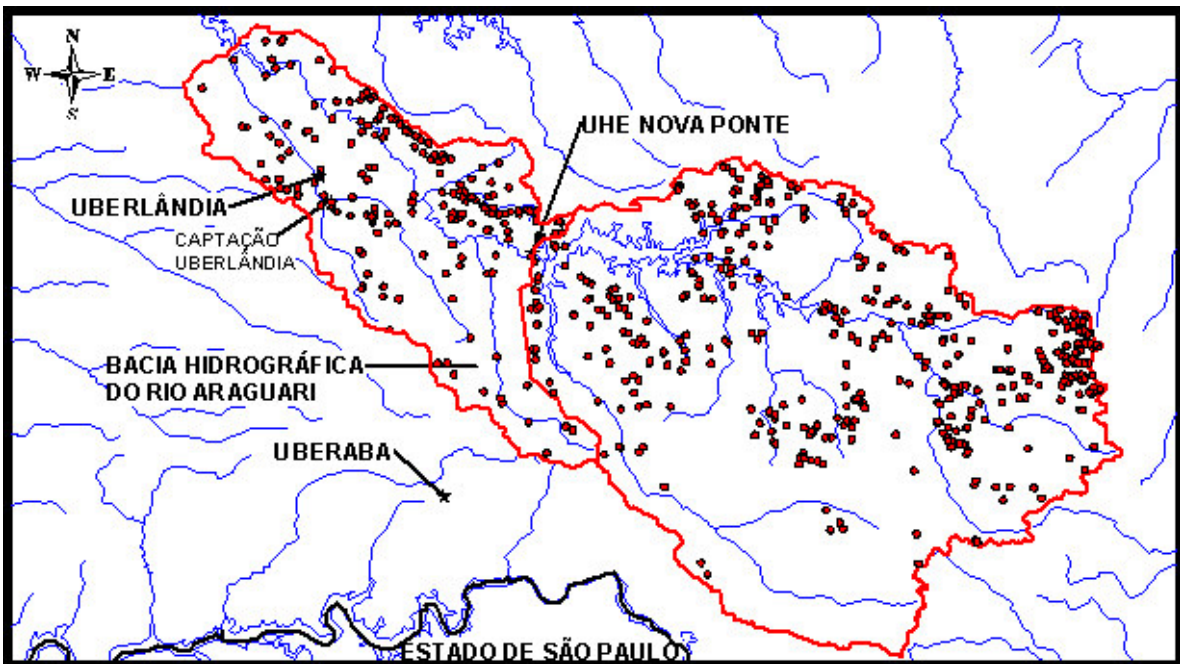 N
W
E
S
UHE NOVA PONTE
UBERLÂNDIA
CAPTAÇÃO
UBERLÂNDIA
BACIA HIDROGRÁFICA
DO RIO ARAGUARI
UBERABA
ESTADO DE SÃO PAULO